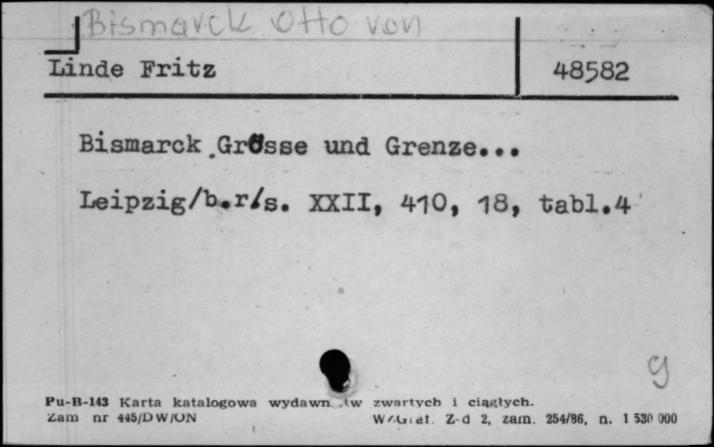 Bismarck Otto von
Linde Fritz 48582
Bismarck .Grösse und Grenze...
Leipzig/b.r/s. XXII, 410, 18, tabl.4
g
Pu-B-143 Karta katalogowa wydawn tw zwartych i ciągłych.
Zam nr 445/DW/ON Z-d 2, zam. 254/86, n. 1 530 000